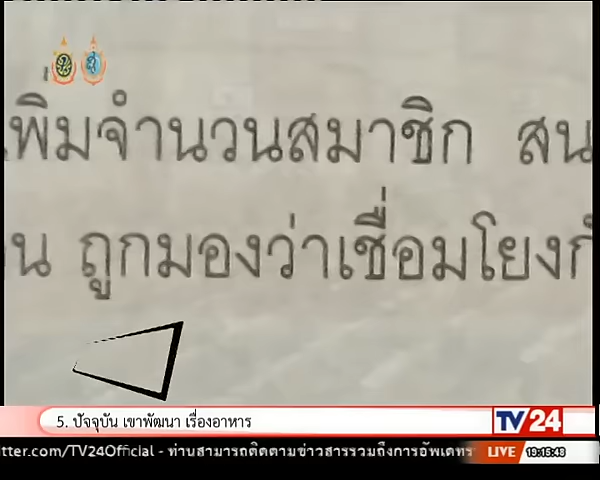 เพิ่มจำนวนสมาชิก สน
น ถูกมองว่าเชื่อมโยงกั
5. ปัจจุบัน เขาพัฒนา เรื่องอาหาร
TV24
tter.com/TV24Official - ท่านสามารถติดตามข่าวสารรวมถึงการอัพเดทร
LIVE 19:15:48